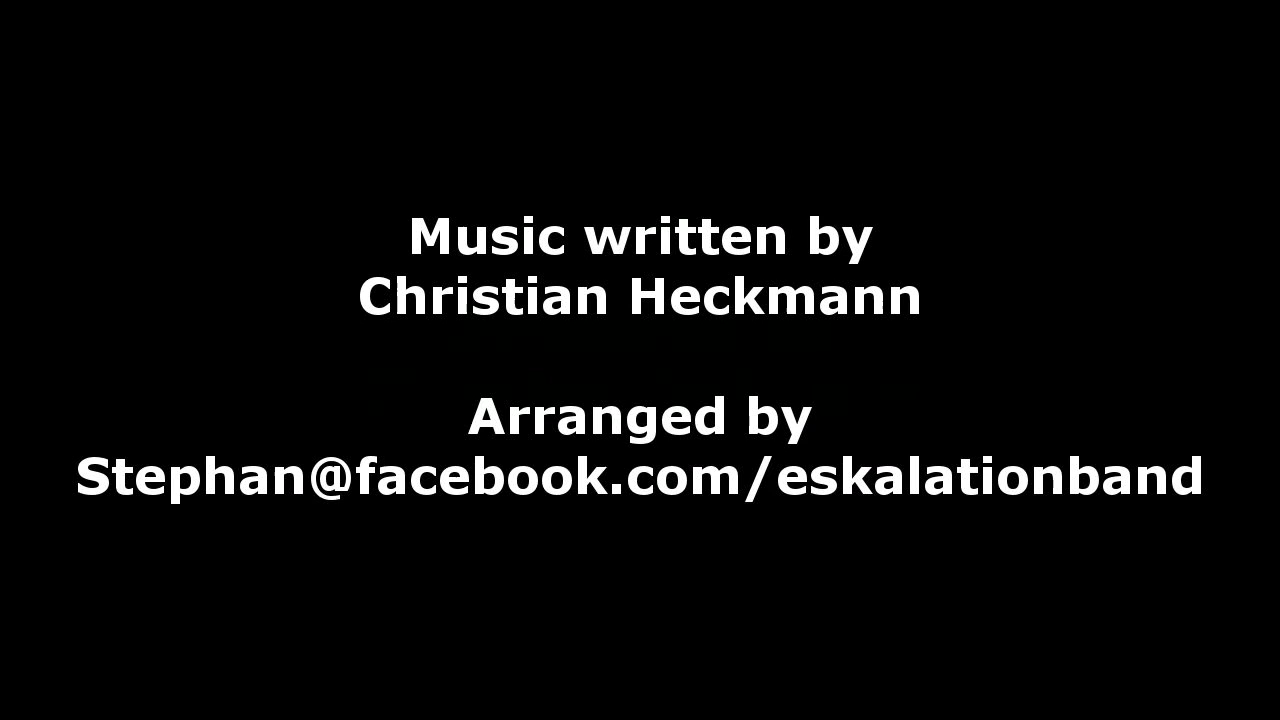 Music written by
Christian Heckmann
Arranged by
Stephan@facebook.com/eskalationband